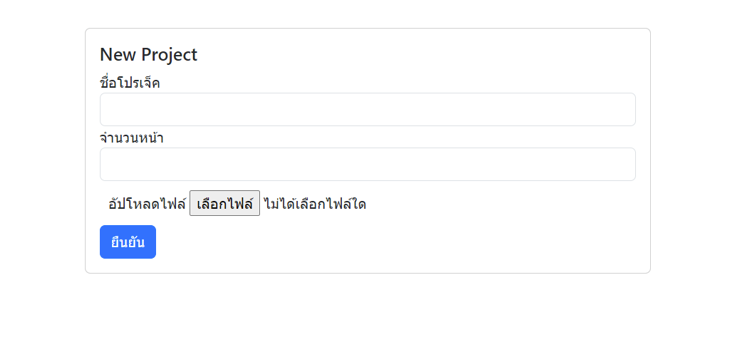 New Project
ชื่อโปรเจ็ค
จำนวนหน้า
อัปโหลดไฟล์ เลือกไฟล์ ไม่ได้เลือกไฟล์ใด
ยืนยัน